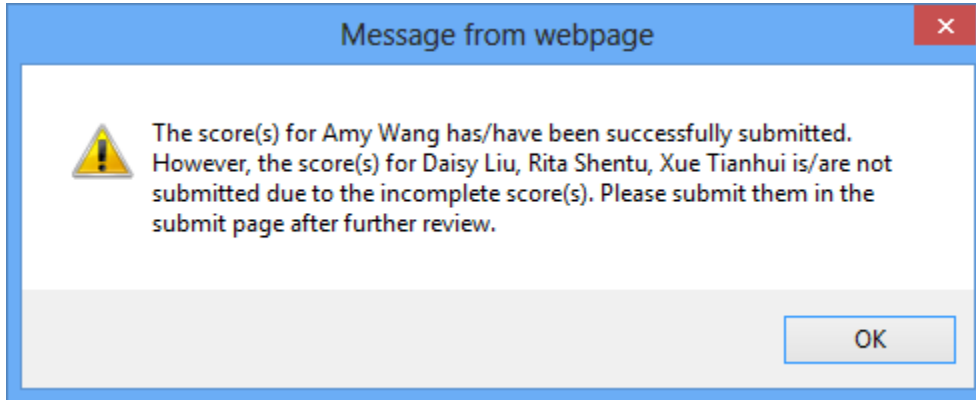 Message from webpage
The score(s) for Amy Wang has/have been successfully submitted.
However, the score(s) for Daisy Liu, Rita Shentu, Xue Tianhui is/are not
submitted due to the incomplete score(s). Please submit them in the
submit page after further review.
OK